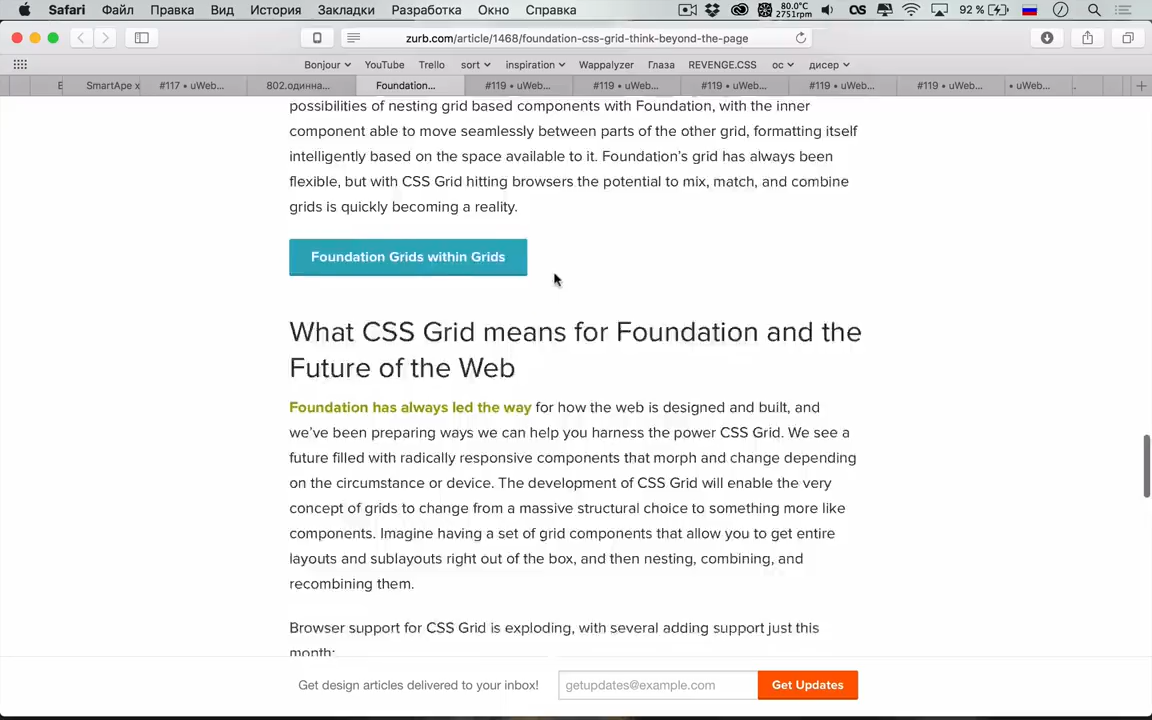 Safari Файл Правка Вид История Закладки Разработка Окно Справка 80.0°C 2751rpm 92 %
zurb.com/article/1468/foundation-css-grid-think-beyond-the-page
Bonjour YouTube Trello sort inspiration Wappalyzer Глаза REVENGE.CSS ос дисер
SmartApe x #117 • uWeb... 802.одинна... Foundation... #119 • uWeb... #119 • uWeb... #119 • uWeb... #119 • uWeb... #119 • uWeb... • uWeb...
possibilities of nesting grid based components with Foundation, with the inner
component able to move seamlessly between parts of the other grid, formatting itself
intelligently based on the space available to it. Foundation’s grid has always been
flexible, but with CSS Grid hitting browsers the potential to mix, match, and combine
grids is quickly becoming a reality.
Foundation Grids within Grids
What CSS Grid means for Foundation and the
Future of the Web
Foundation has always led the way for how the web is designed and built, and
we’ve been preparing ways we can help you harness the power CSS Grid. We see a
future filled with radically responsive components that morph and change depending
on the circumstance or device. The development of CSS Grid will enable the very
concept of grids to change from a massive structural choice to something more like
components. Imagine having a set of grid components that allow you to get entire
layouts and sublayouts right out of the box, and then nesting, combining, and
recombining them.
Browser support for CSS Grid is exploding, with several adding support just this
month:
Get design articles delivered to your inbox! getupdates@example.com Get Updates